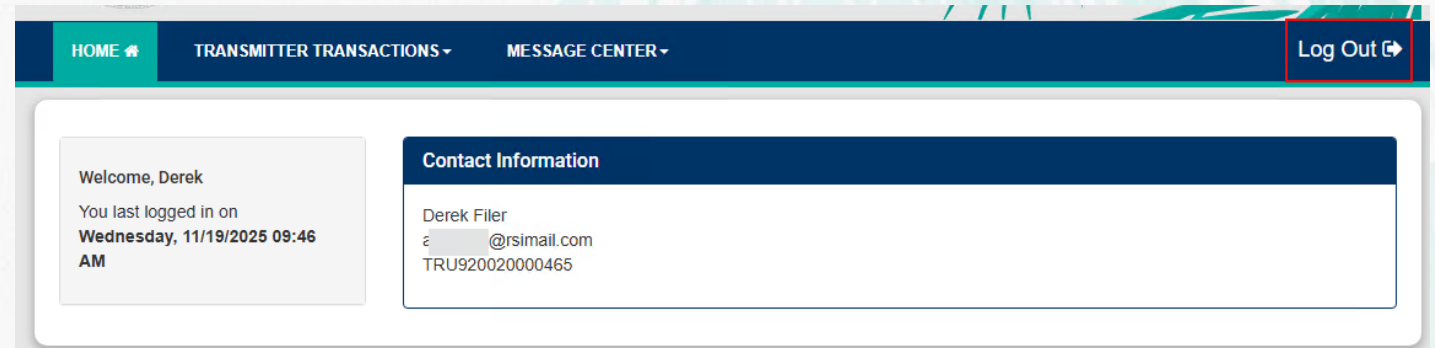 HOME
TRANSMITTER TRANSACTIONS
MESSAGE CENTER
Log Out
Welcome, Derek
You last logged in on
Wednesday, 11/19/2025 09:46
AM
Contact Information
Derek Filer
@rsimail.com
TRU920020000465